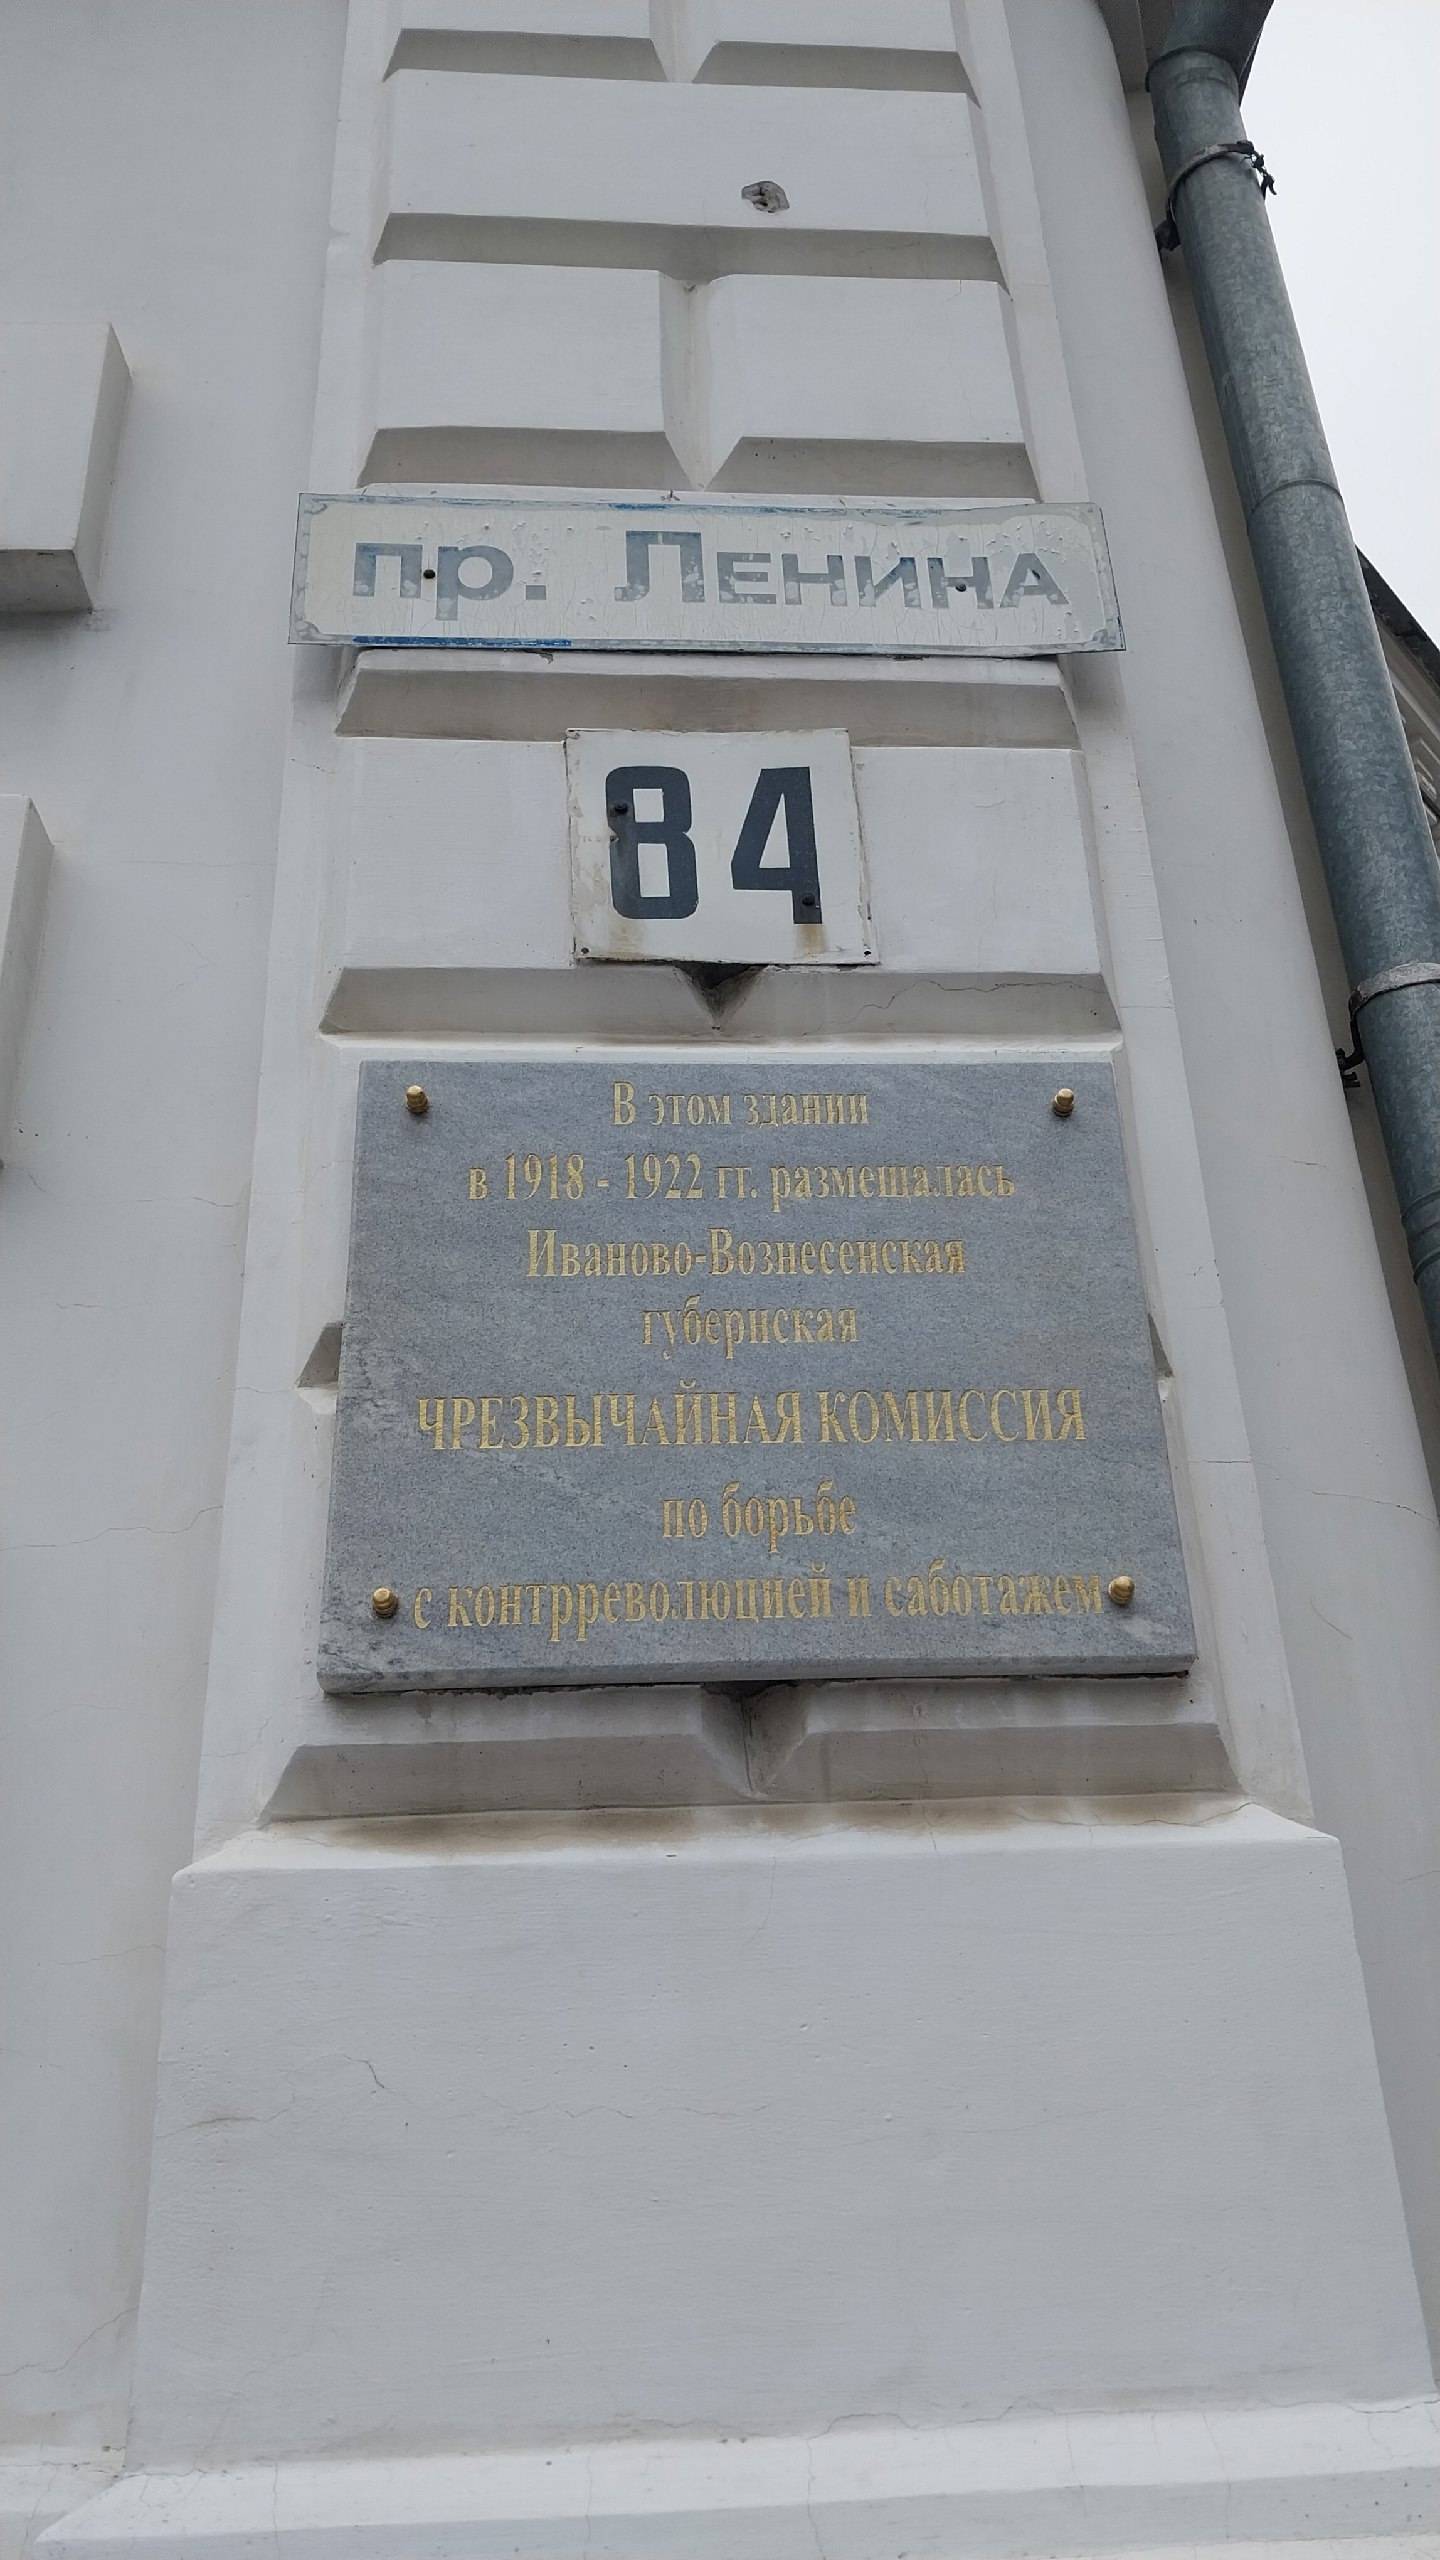 пр. Ленина
84
В этом здании
в 1918 - 1922 гг. размещалась
Иваново-Вознесенская
губернская
ЧРЕЗВЫЧАЙНАЯ КОМИССИЯ
по борьбе
с контрреволюцией и саботажем